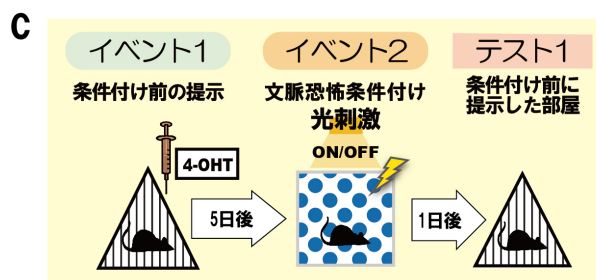 C
イベント1
条件付け前の提示
4-OHT
5日後
イベント2
文脈恐怖条件付け
光刺激
ON/OFF
1日後
テスト1
条件付け前に
提示した部屋